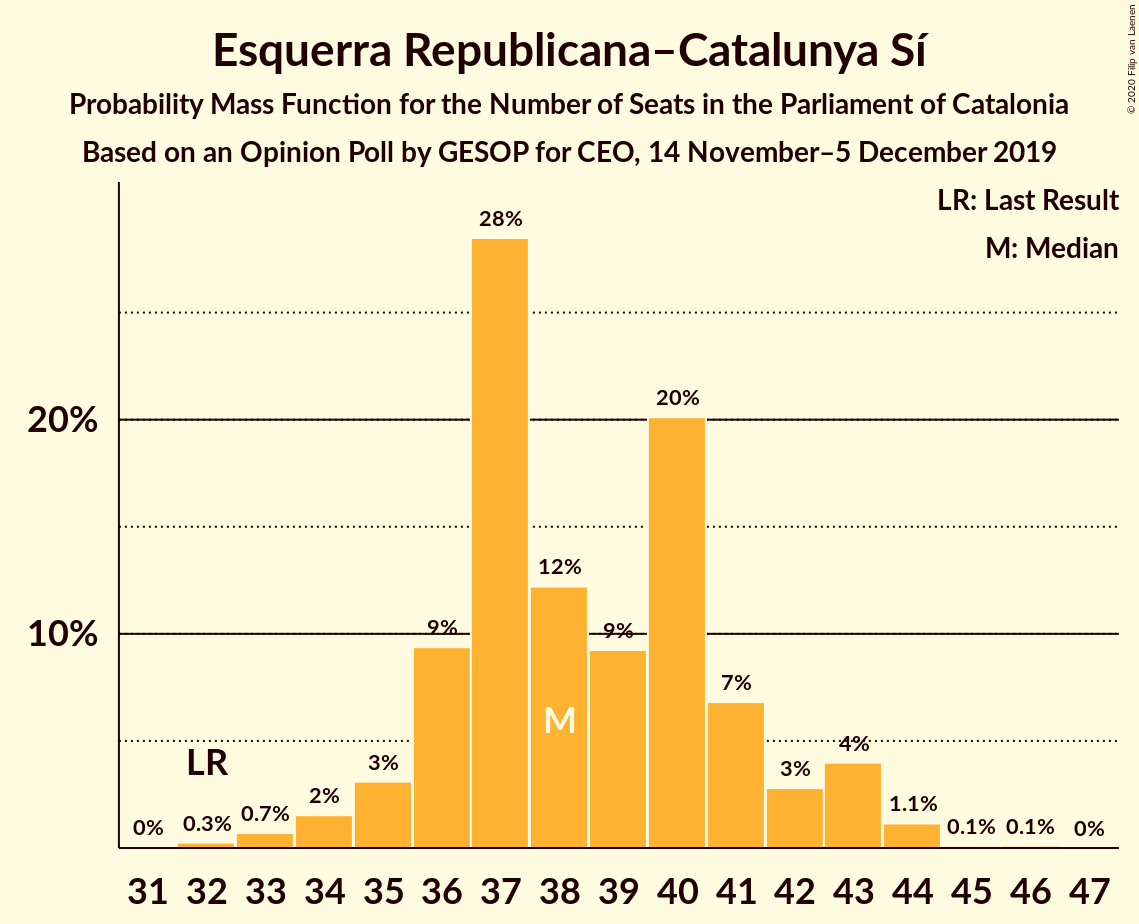 Esquerra Republicana–Catalunya Sí
Probability Mass Function for the Number of Seats in the Parliament of Catalonia
Based on an Opinion Poll by GESOP for CEO, 14 November–5 December 2019
© 2020 Filip van Laenen
LR: Last Result
M: Median
28%
20%
20%
12%
10%
9%
9%
7%
M
4%
LR
3%
3%
2%
1.1%
0.7%
0.3%
0%
0.1%
0.1%
0%
31 32 33 34 35 36 37 38 39 40 41 42 43 44 45 46 47